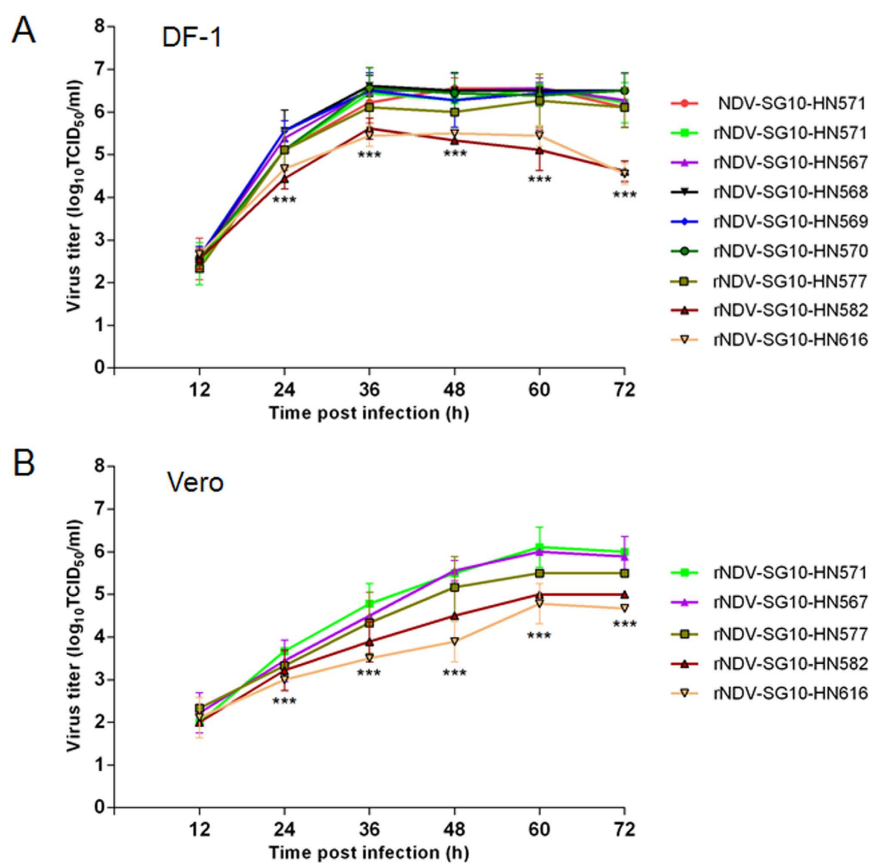 A
DF-1
Virus titer (log10TCID50/ml)
8
7
6
5
4
3
2
1
0
***
***
***
***
***
12 24 36 48 60 72
Time post infection (h)
NDV-SG10-HN571
rNDV-SG10-HN571
rNDV-SG10-HN567
rNDV-SG10-HN568
rNDV-SG10-HN569
rNDV-SG10-HN570
rNDV-SG10-HN577
rNDV-SG10-HN582
rNDV-SG10-HN616
B
Vero
Virus titer (log10TCID50/ml)
8
7
6
5
4
3
2
1
0
***
***
***
***
***
12 24 36 48 60 72
Time post infection (h)
rNDV-SG10-HN571
rNDV-SG10-HN567
rNDV-SG10-HN577
rNDV-SG10-HN582
rNDV-SG10-HN616